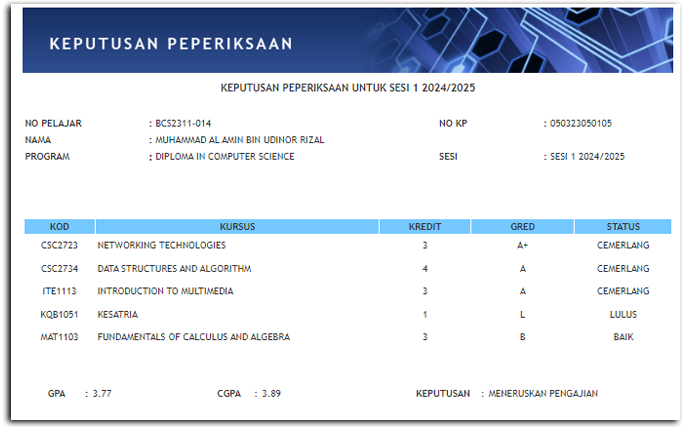 KEPUTUSAN PEPERIKSAAN
KEPUTUSAN PEPERIKSAAN UNTUK SESI 1 2024/2025
NO PELAJAR : BCS2311-014 NO KP : 050323050105
NAMA : MUHAMMAD AL AMIN BIN UDINOR RIZAL
PROGRAM : DIPLOMA IN COMPUTER SCIENCE SESI : SESI 1 2024/2025
KOD KURSUS KREDIT GRED STATUS
CSC2723 NETWORKING TECHNOLOGIES 3 A+ CEMERLANG
CSC2734 DATA STRUCTURES AND ALGORITHM 4 A CEMERLANG
ITE1113 INTRODUCTION TO MULTIMEDIA 3 A CEMERLANG
KQB1051 KESATRIA 1 L LULUS
MAT1103 FUNDAMENTALS OF CALCULUS AND ALGEBRA 3 B BAIK
GPA : 3.77 CGPA : 3.89 KEPUTUSAN : MENERUSKAN PENGAJIAN